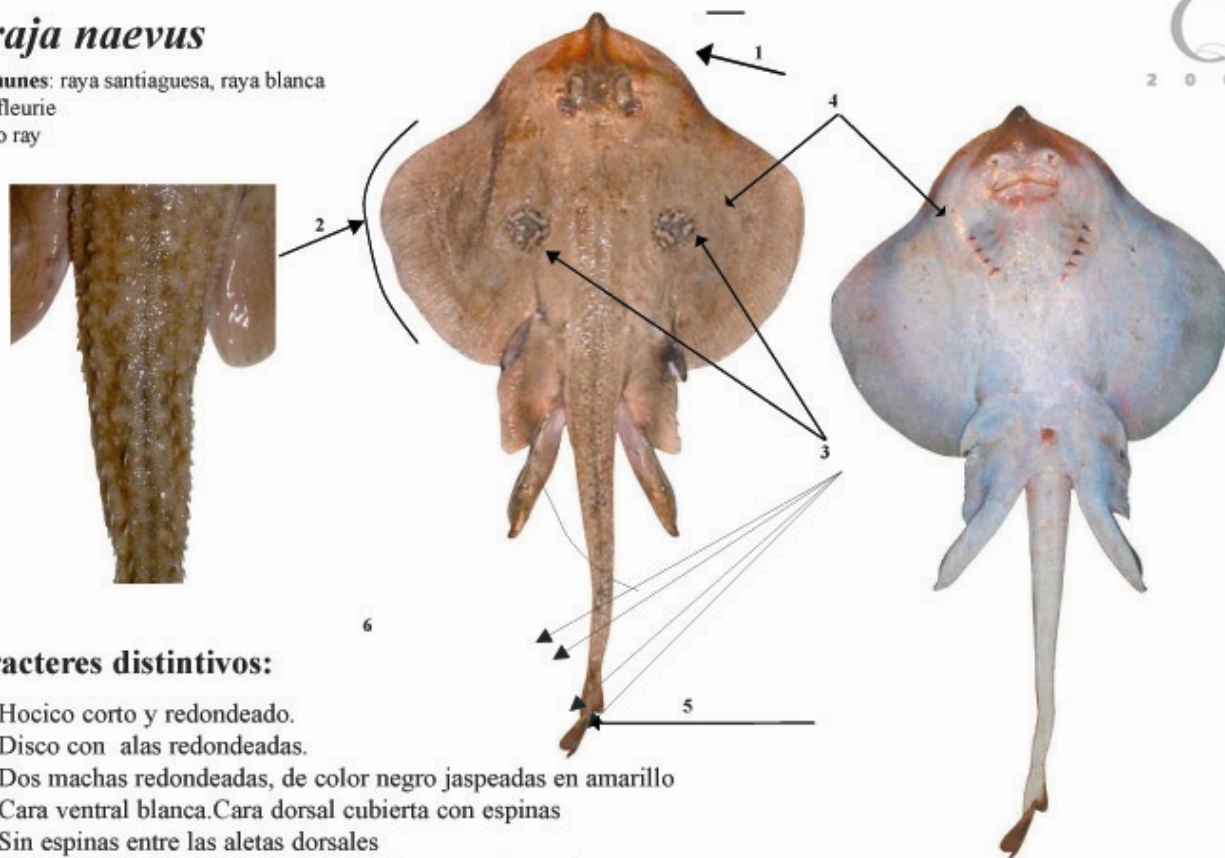 raja naevus
unes: raya santiaguesa, raya blanca
fleurie
o ray
2 0 0
1
4
2
3
6
5
racteres distintivos:
Hocico corto y redondeado.
Disco con alas redondeadas.
Dos machas redondeadas, de color negro jaspeadas en amarillo
Cara ventral blanca.Cara dorsal cubierta con espinas
Sin espinas entre las aletas dorsales